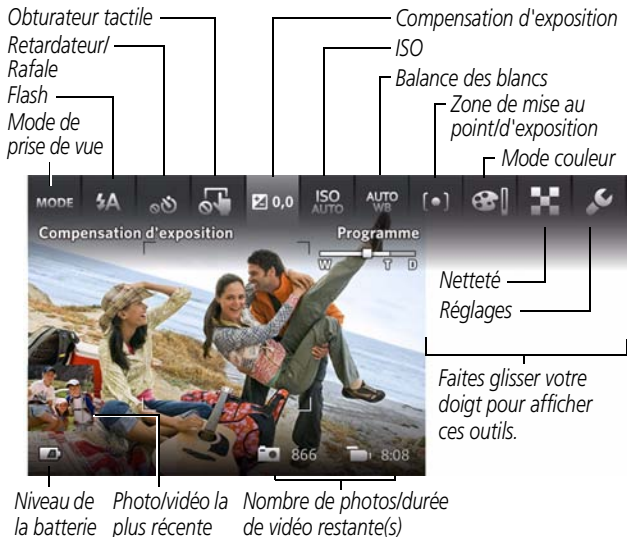 Obturateur tactile
Retardateur/
Rafale
Flash
Mode de
prise de vue
Compensation d'exposition
ISO
Balance des blancs
Zone de mise au
point/d'exposition
Mode couleur
MODE
A
0,0
ISO
AUTO
AUTO
WB
Compensation d'exposition
Programme
W
T
D
Netteté
Réglages
Faites glisser votre
doigt pour afficher
ces outils.
866
8:08
Niveau de
la batterie
Photo/vidéo la
plus récente
Nombre de photos/durée
de vidéo restante(s)